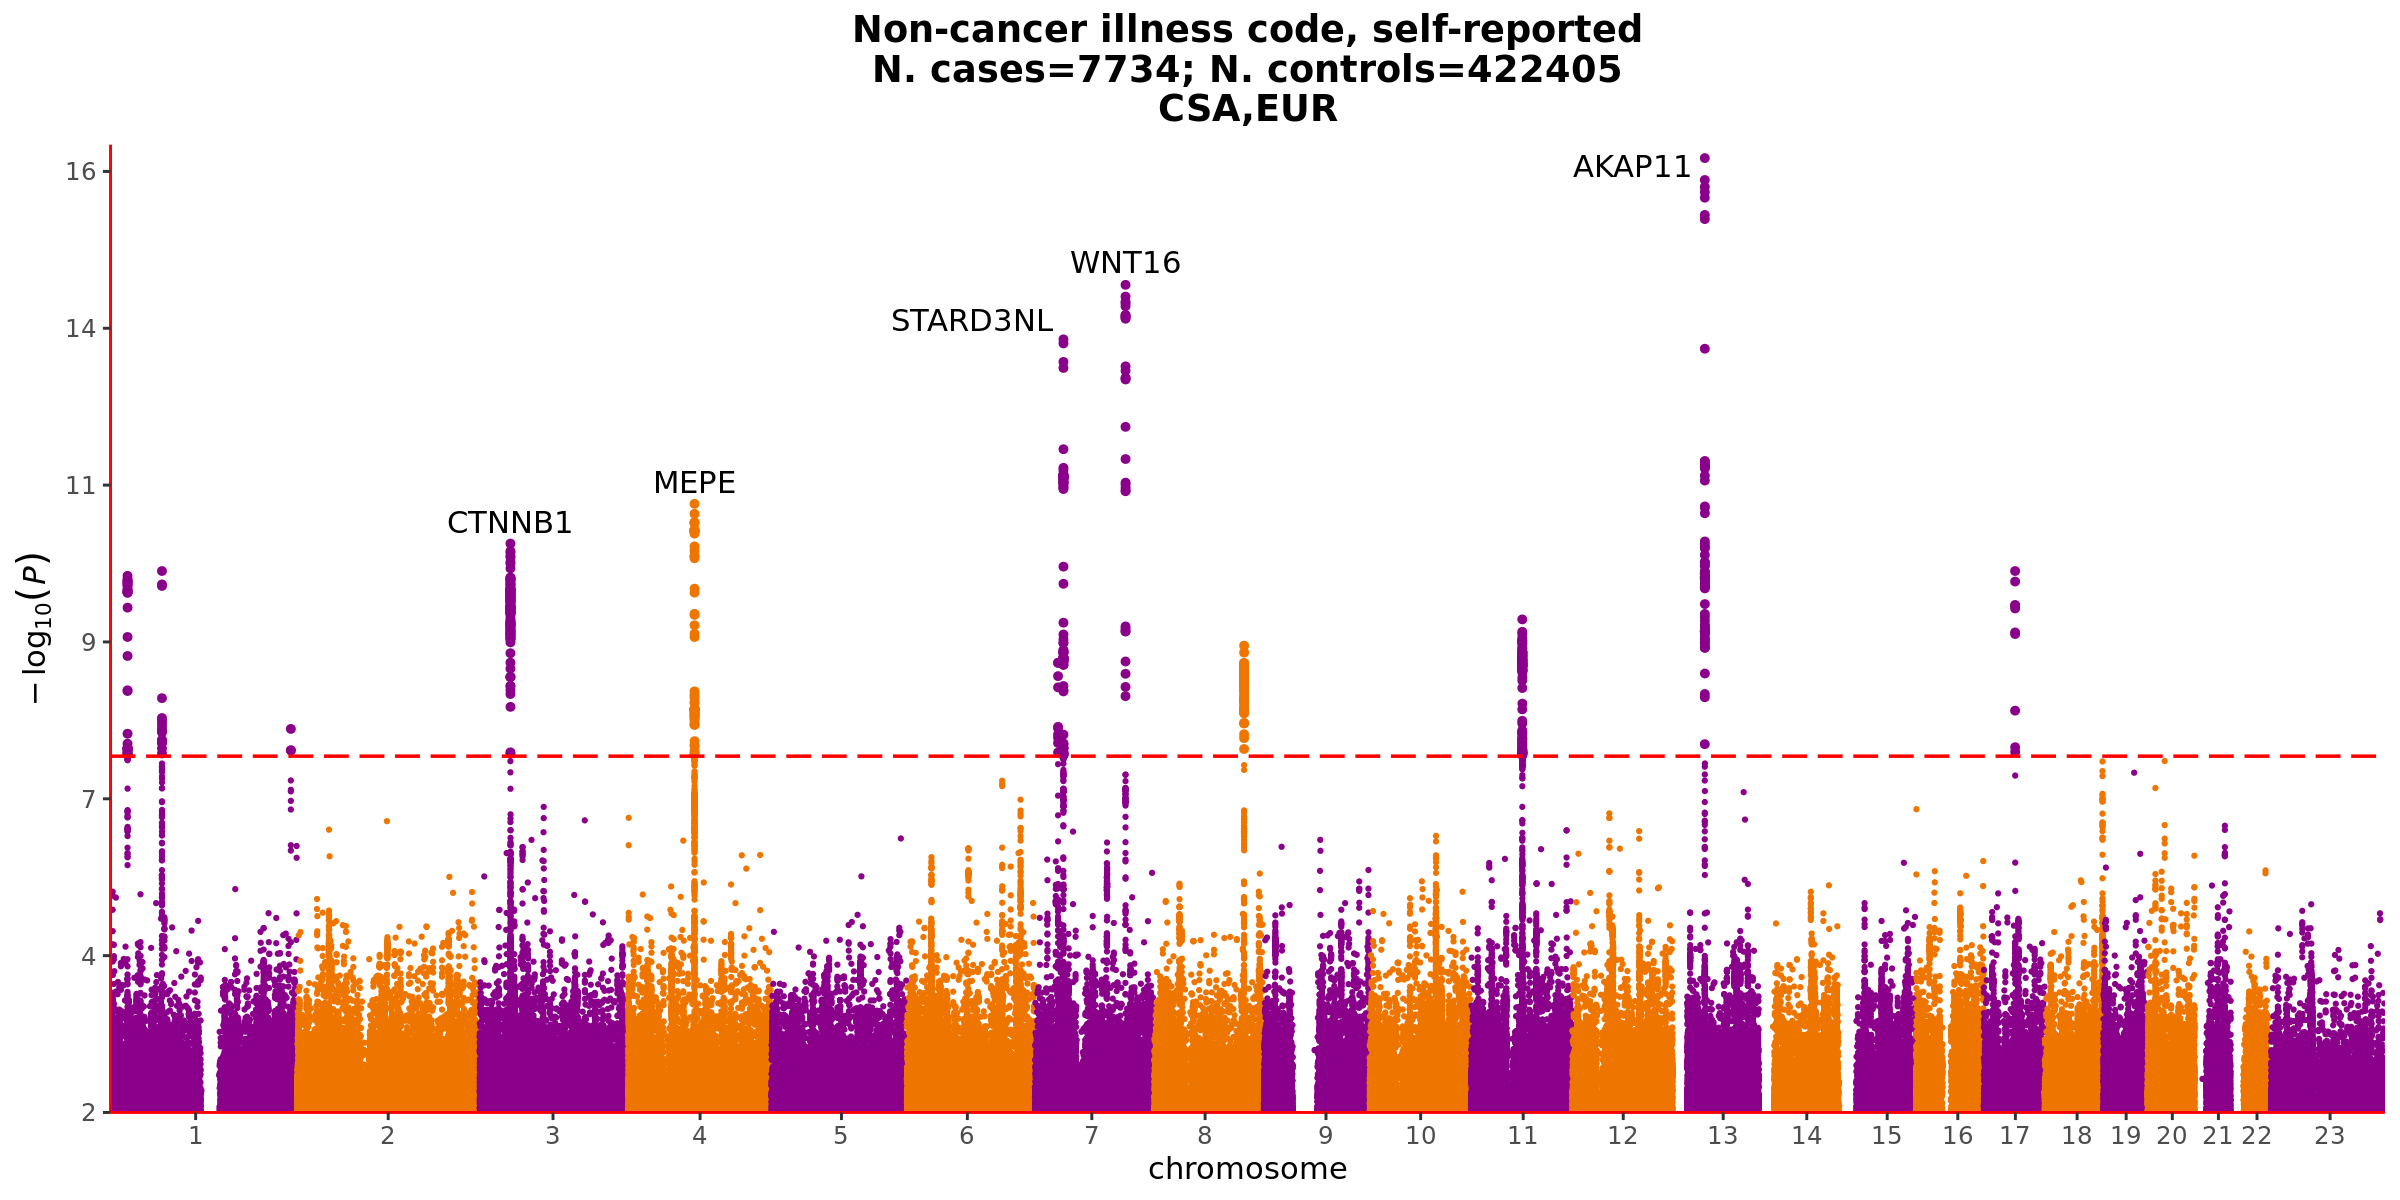 Non-cancer illness code, self-reported
N. cases=7734; N. controls=422405
CSA,EUR
16
AKAP11
WNT16
14
STARD3NL
11
MEPE
CTNNB1
9
7
4
2
−log10(P)
1 2 3 4 5 6 7 8 9 10 11 12 13 14 15 16 17 18 19 20 21 22 23
chromosome